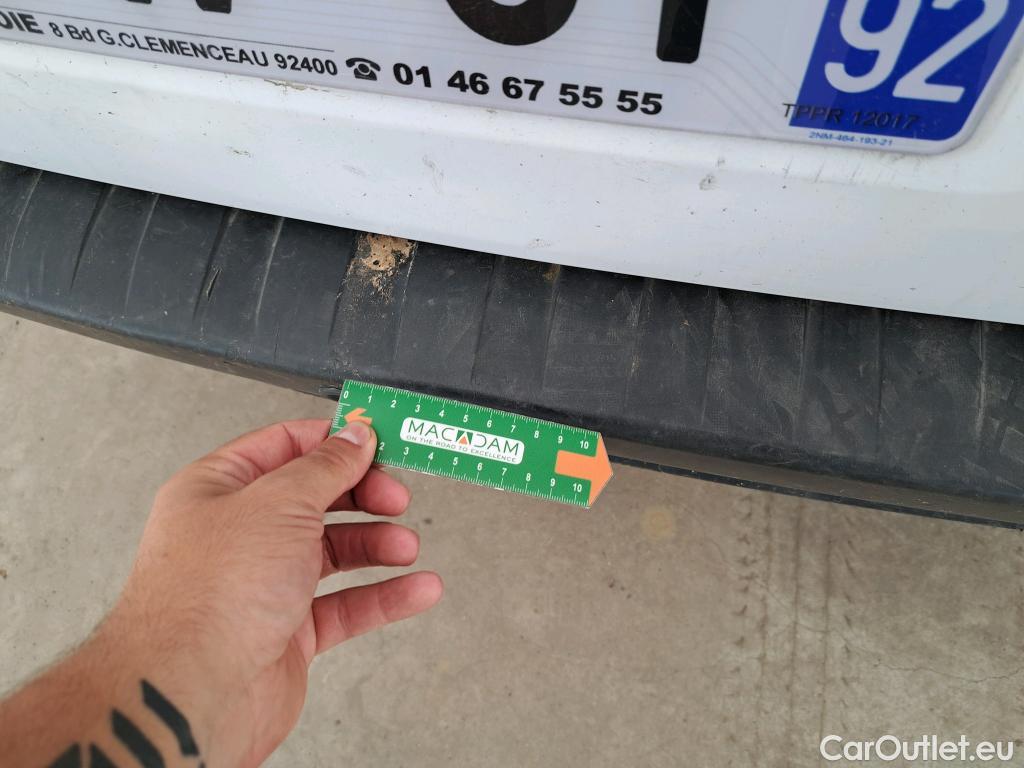 OIE 8 Bd G.CLEMENCEAU 92400 ☎ 01 46 67 55 55
92
TPPR 12017
2NM-464-193-21
0 1 2 3 4 5 6 7 8 9 10
MACADAM
ON THE ROAD TO EXCELLENCE
2 3 4 5 6 7 8 9 10
CarOutlet.eu